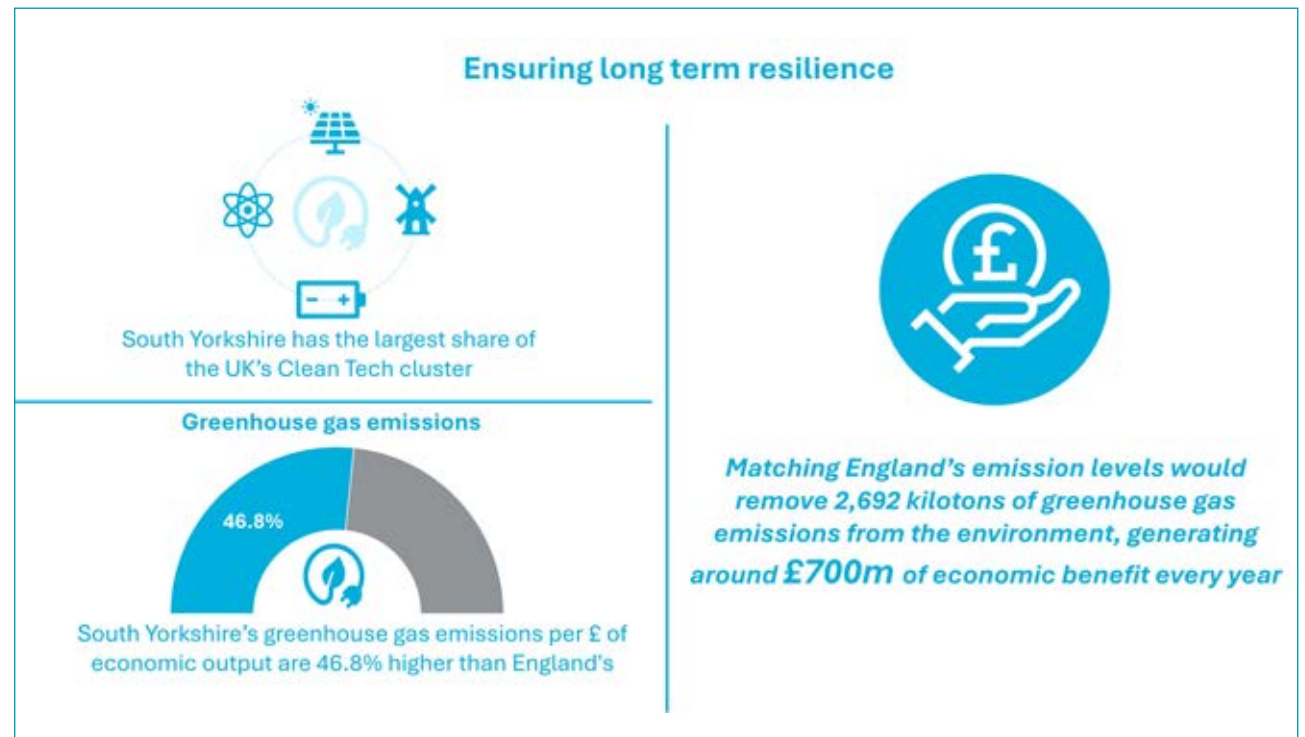 Ensuring long term resilience
South Yorkshire has the largest share of
the UK's Clean Tech cluster
Greenhouse gas emissions
46.8%
South Yorkshire's greenhouse gas emissions per £ of
economic output are 46.8% higher than England's
£
Matching England's emission levels would
remove 2,692 kilotons of greenhouse gas
emissions from the environment, generating
around £700m of economic benefit every year